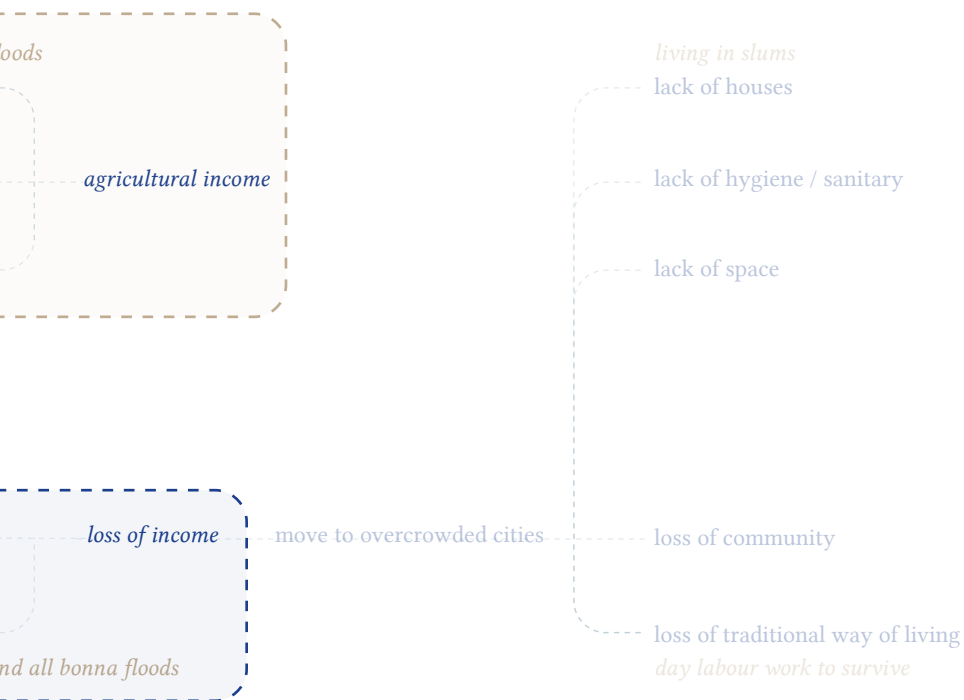 living in slums
lack of houses
agricultural income
lack of hygiene / sanitary
lack of space
loss of income
move to overcrowded cities
loss of community
loss of traditional way of living
all bonna floods
day labour work to survive